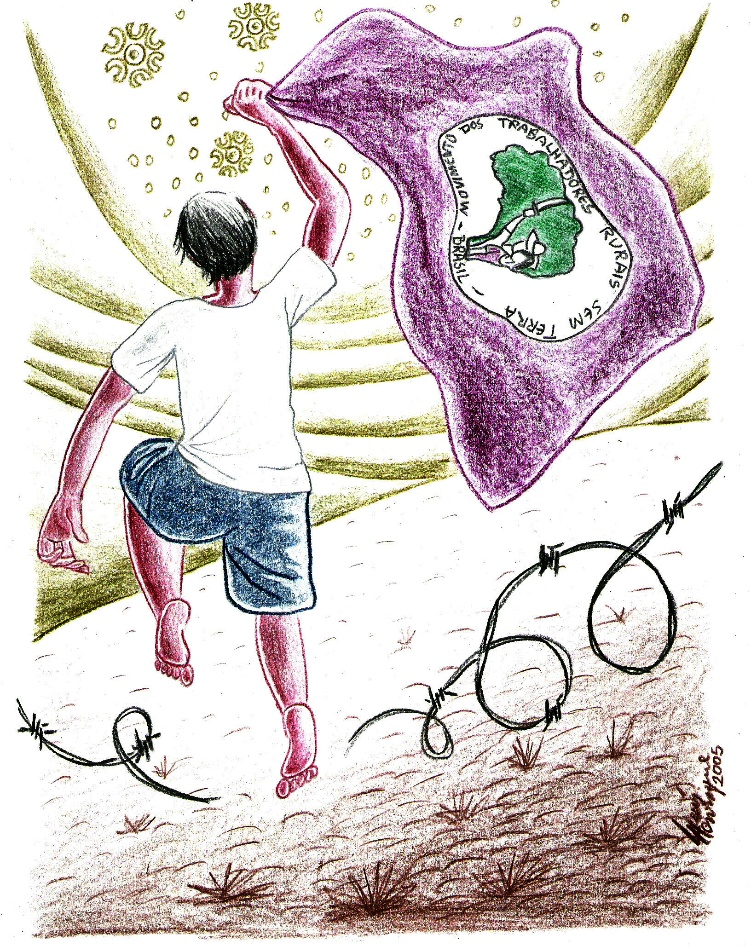 MOVIMENTO DOS TRABALHADORES RURAIS SEM TERRA - BRASIL -
2005